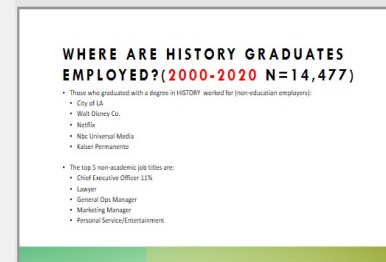 WHERE ARE HISTORY GRADUATES
EMPLOYED?(2000-2020 N=14,477)
• Those who graduated with a degree in HISTORY worked for (non-education employers):
• City of LA
• Walt Disney Co.
• Netflix
• Nbc Universal Media
• Kaiser Permanente
• The top 5 non-academic job titles are:
• Chief Executive Officer 11%
• Lawyer
• General Ops Manager
• Marketing Manager
• Personal Service/Entertainment